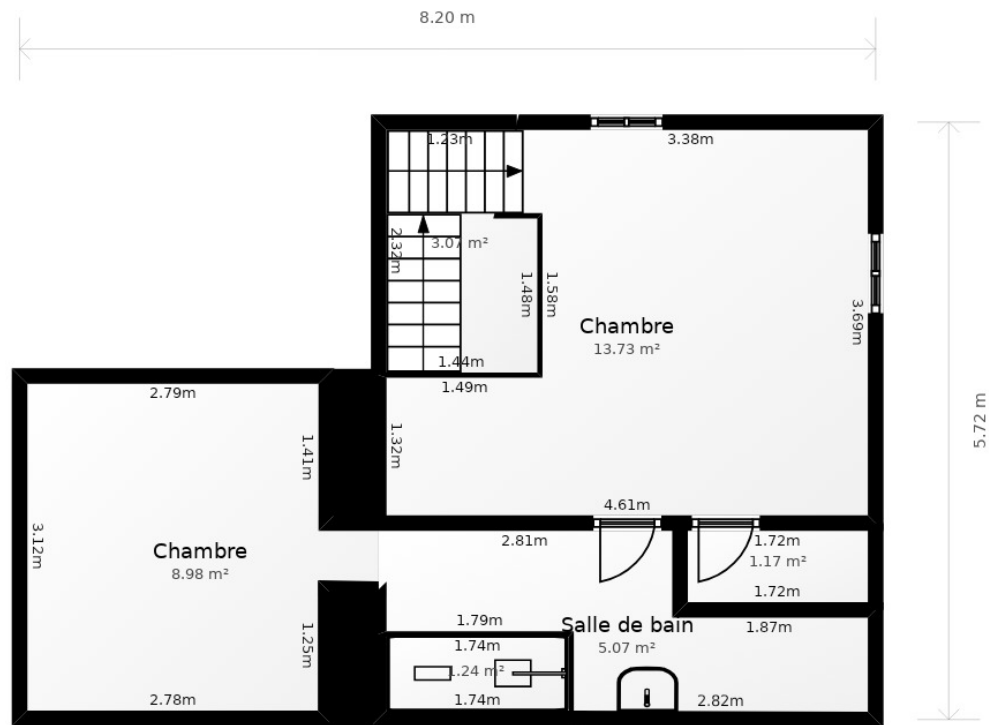 8.20 m
1.23m
3.38m
2.32m
3.07 m²
1.48m
1.58m
3.69m
Chambre
13.73 m²
1.44m
1.49m
2.79m
1.41m
1.32m
5.72 m
4.61m
3.12m
Chambre
8.98 m²
2.81m
1.72m
1.17 m²
1.72m
1.79m
Salle de bain
5.07 m²
1.87m
1.25m
1.74m
1.24 m²
1.74m
2.78m
2.82m